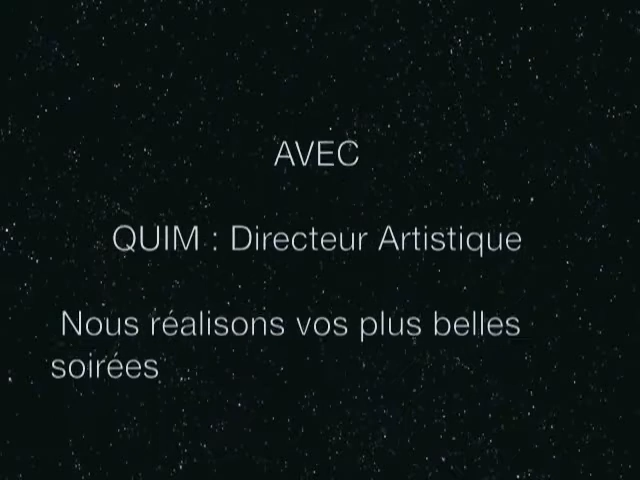 AVEC
QUIM : Directeur Artistique
Nous réalisons vos plus belles
soirées